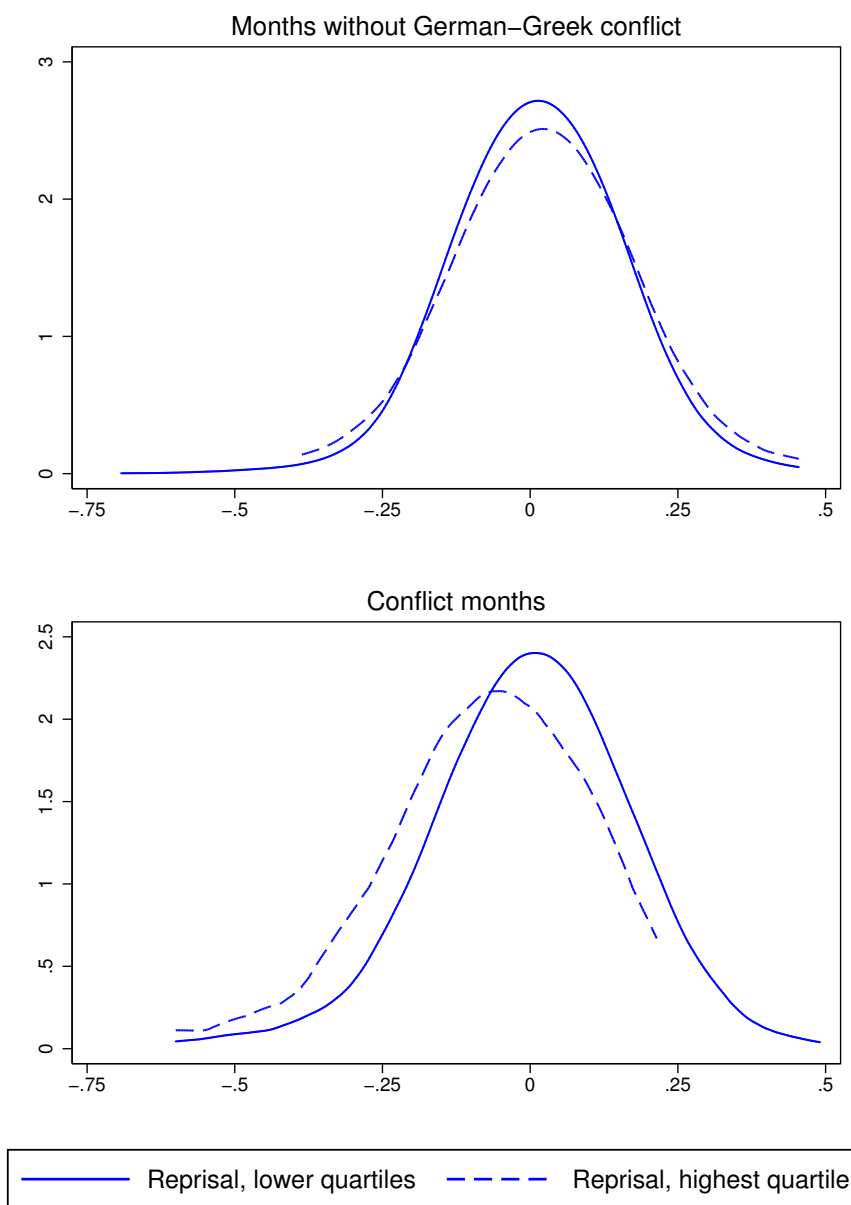 Months without German−Greek conflict
3
2
1
0
−.75 −.5 −.25 0 .25 .5
Conflict months
2.5
2
1.5
1
.5
0
−.75 −.5 −.25 0 .25 .5
Reprisal, lower quartiles Reprisal, highest quartile